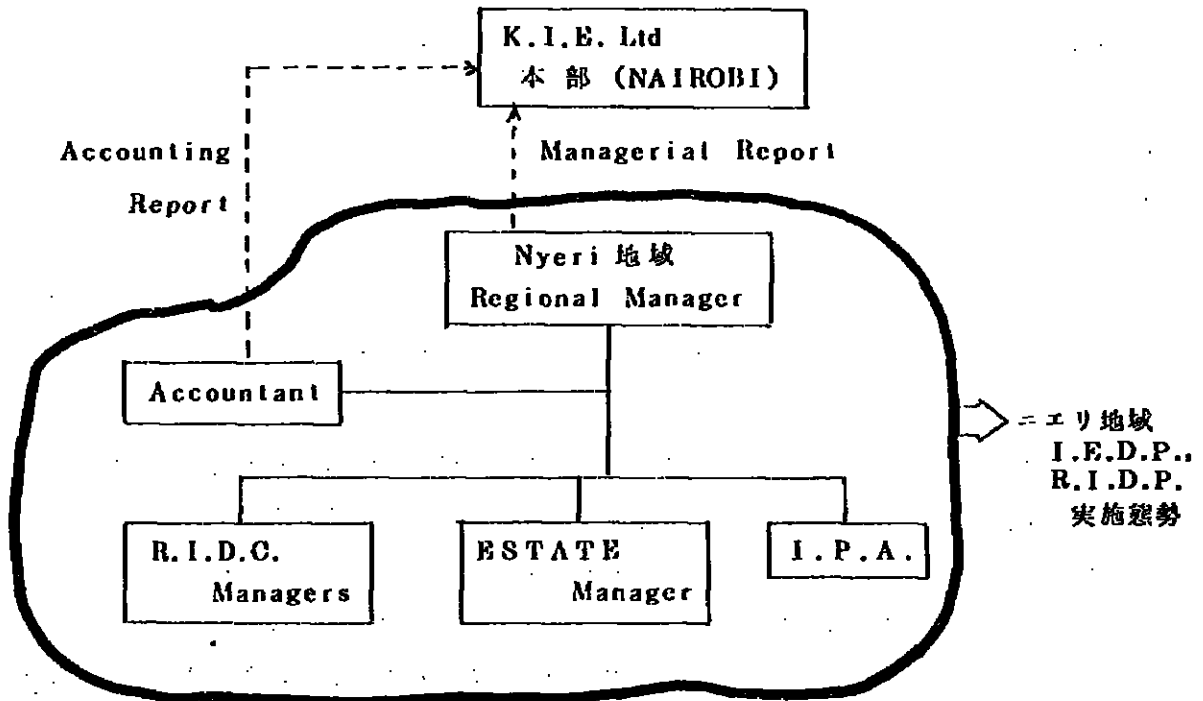 K.I.E. Ltd
本部 (NAIROBI)
Accounting
Report
Managerial Report
Nyeri 地域
Regional Manager
Accountant
ニエリ地域
I.E.D.P.,
R.I.D.P.
実施態勢
R.I.D.C.
Managers
ESTATE
Manager
I.P.A.